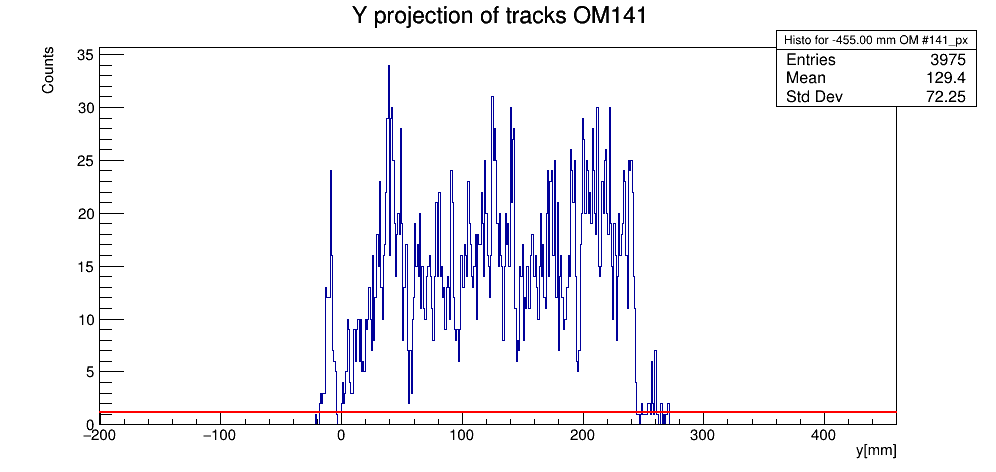 Y projection of tracks OM141
Histo for -455.00 mm OM #141_px
Entries 3975
Mean 129.4
Std Dev 72.25
Counts
35
30
25
20
15
10
5
0
−200 −100 0 100 200 300 400
y[mm]